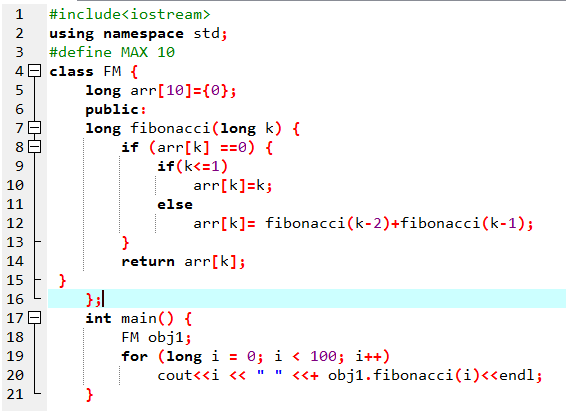 1 #include<iostream>
2 using namespace std;
3 #define MAX 10
4 class FM {
5 long arr[10]={0};
6 public:
7 long fibonacci(long k) {
8 if (arr[k] ==0) {
9 if(k<=1)
10 arr[k]=k;
11 else
12 arr[k]= fibonacci(k-2)+fibonacci(k-1);
13 }
14 return arr[k];
15 }
16 };
17 int main() {
18 FM obj1;
19 for (long i = 0; i < 100; i++)
20 cout<<i << " " <<+ obj1.fibonacci(i)<<endl;
21 }